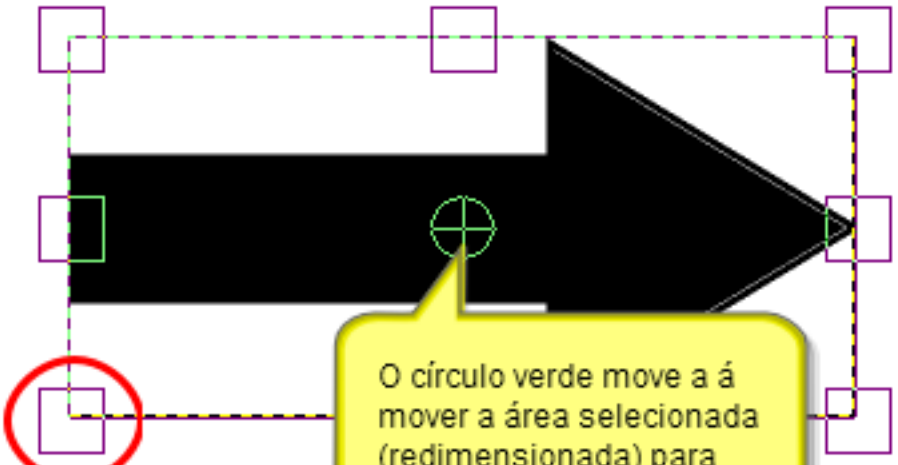 O círculo verde move a á
mover a área selecionada
(redimensionada) para